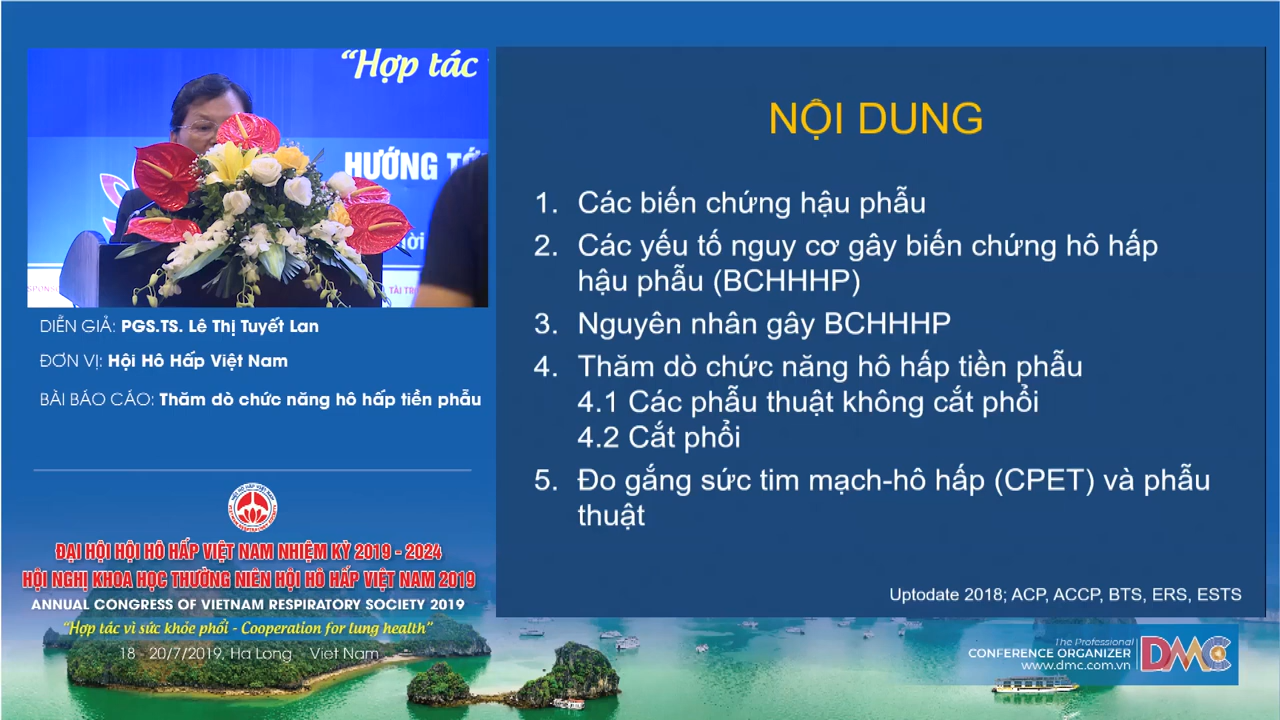 “Hợp tác
HƯỚNG TỚ
DIỄN GIẢ: PGS.TS. Lê Thị Tuyết Lan
ĐƠN VỊ: Hội Hô Hấp Việt Nam
BÀI BÁO CÁO: Thăm dò chức năng hô hấp tiền phẫu
ĐẠI HỘI HỘI HÔ HẤP VIỆT NAM NHIỆM KỲ 2019 - 2024
HỘI NGHỊ KHOA HỌC THƯỜNG NIÊN HỘI HÔ HẤP VIỆT NAM 2019
ANNUAL CONGRESS OF VIETNAM RESPIRATORY SOCIETY 2019
“Hợp tác vì sức khỏe phổi - Cooperation for lung health”
18 - 20/7/2019, Ha Long Viet Nam
NỘI DUNG
1. Các biến chứng hậu phẫu
2. Các yếu tố nguy cơ gây biến chứng hô hấp
hậu phẫu (BCHHHP)
3. Nguyên nhân gây BCHHHP
4. Thăm dò chức năng hô hấp tiền phẫu
4.1 Các phẫu thuật không cắt phổi
4.2 Cắt phổi
5. Đo gắng sức tim mạch-hô hấp (CPET) và phẫu
thuật
Uptodate 2018; ACP, ACCP, BTS, ERS, ESTS
The Professional
CONFERENCE ORGANIZER
www.dmc.com.vn
DMC